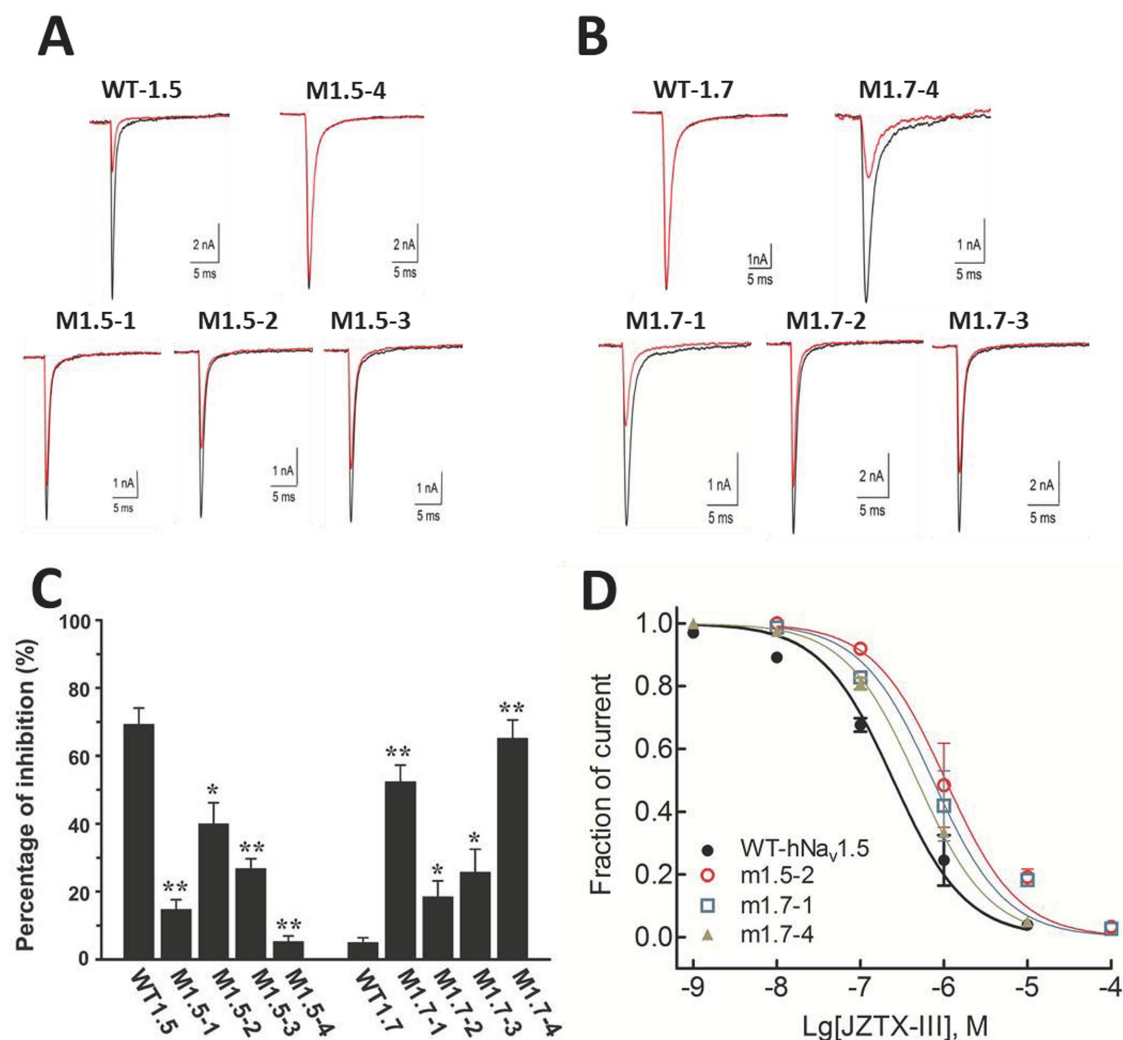 A
B
WT-1.5
M1.5-4
WT-1.7
M1.7-4
2 nA
5 ms
2 nA
5 ms
1nA
5 ms
1 nA
5 ms
M1.5-1
M1.5-2
M1.5-3
M1.7-1
M1.7-2
M1.7-3
1 nA
5 ms
1 nA
5 ms
1 nA
5 ms
1 nA
5 ms
2 nA
5 ms
2 nA
5 ms
C
Percentage of inhibition (%)
100
80
60
40
20
0
**
*
**
**
**
*
*
**
WT1.5
M1.5-1
M1.5-2
M1.5-3
M1.5-4
WT1.7
M1.7-1
M1.7-2
M1.7-3
M1.7-4
D
Fraction of current
1.0
0.8
0.6
0.4
0.2
0.0
WT-hNav1.5
m1.5-2
m1.7-1
m1.7-4
-9
-8
-7
-6
-5
-4
Lg[JZTX-III], M